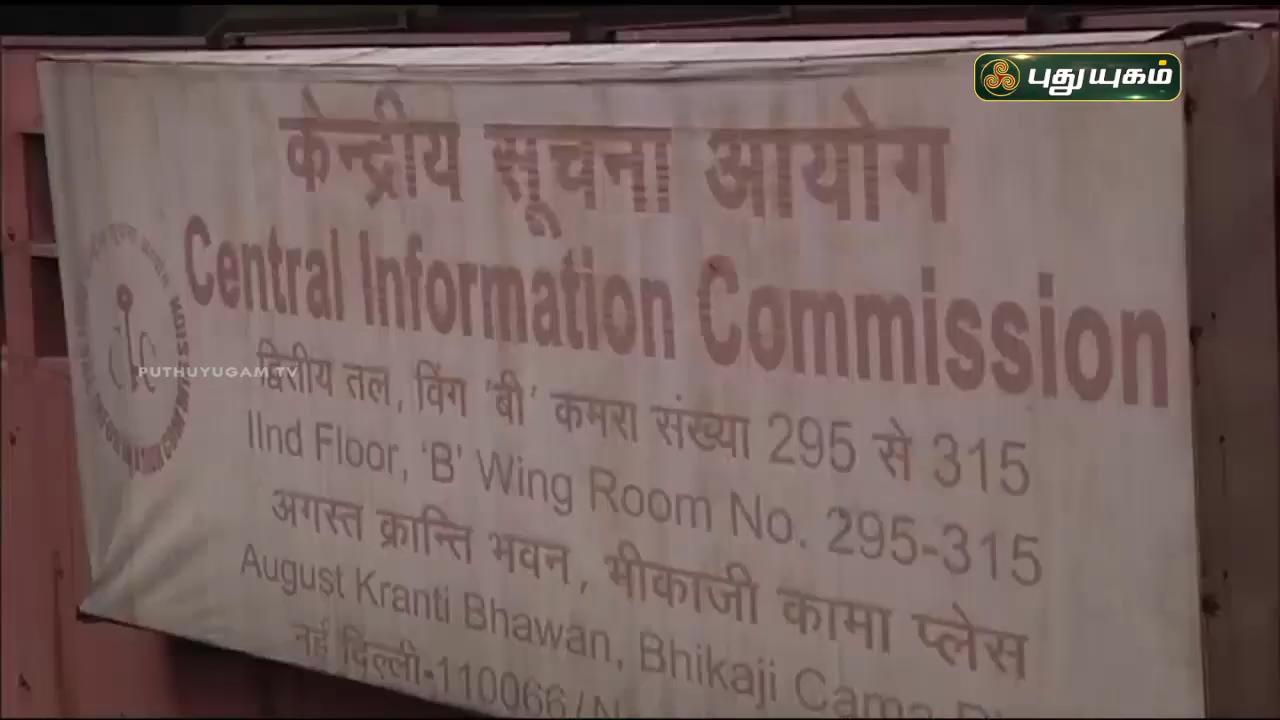 புதுயுகம்
केन्द्रीय सूचना आयोग
Central Information Commission
PUTHUYUGAM TV
द्वितीय तल, विंग 'बी' कमरा संख्या 295 से 315
IInd Floor, 'B' Wing Room No. 295-315
अगस्त क्रान्ति भवन, भीकाजी कामा प्लेस
August Kranti Bhawan, Bhikaji Cama
नई दिल्ली-110066/N